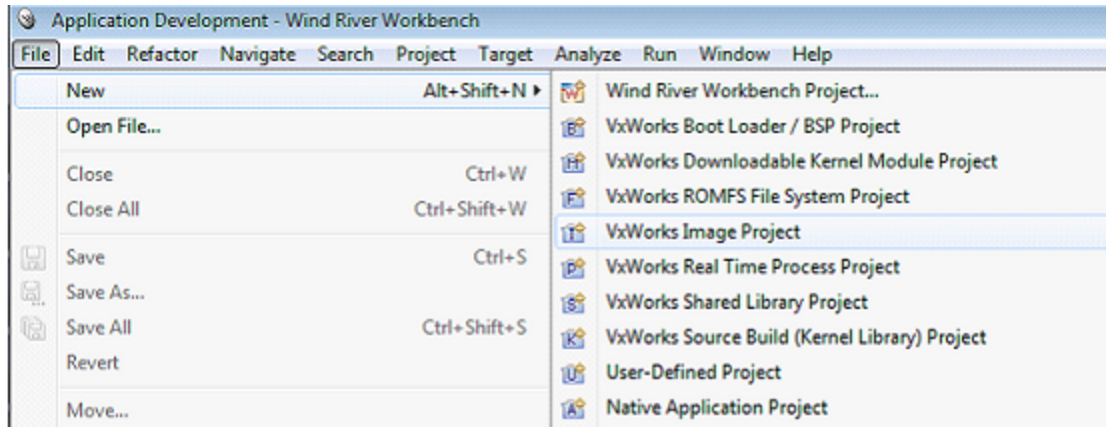 Application Development - Wind River Workbench
File Edit Refactor Navigate Search Project Target Analyze Run Window Help
New Alt+Shift+N
Open File...
Close Ctrl+W
Close All Ctrl+Shift+W
Save Ctrl+S
Save As...
Save All Ctrl+Shift+S
Revert
Move...
Wind River Workbench Project...
VxWorks Boot Loader / BSP Project
VxWorks Downloadable Kernel Module Project
VxWorks ROMFS File System Project
VxWorks Image Project
VxWorks Real Time Process Project
VxWorks Shared Library Project
VxWorks Source Build (Kernel Library) Project
User-Defined Project
Native Application Project